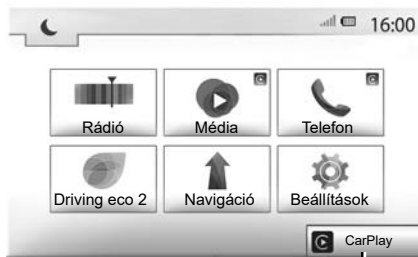 16:00
Rádió
Média
Telefon
Driving eco 2
Navigáció
Beállítások
CarPlay